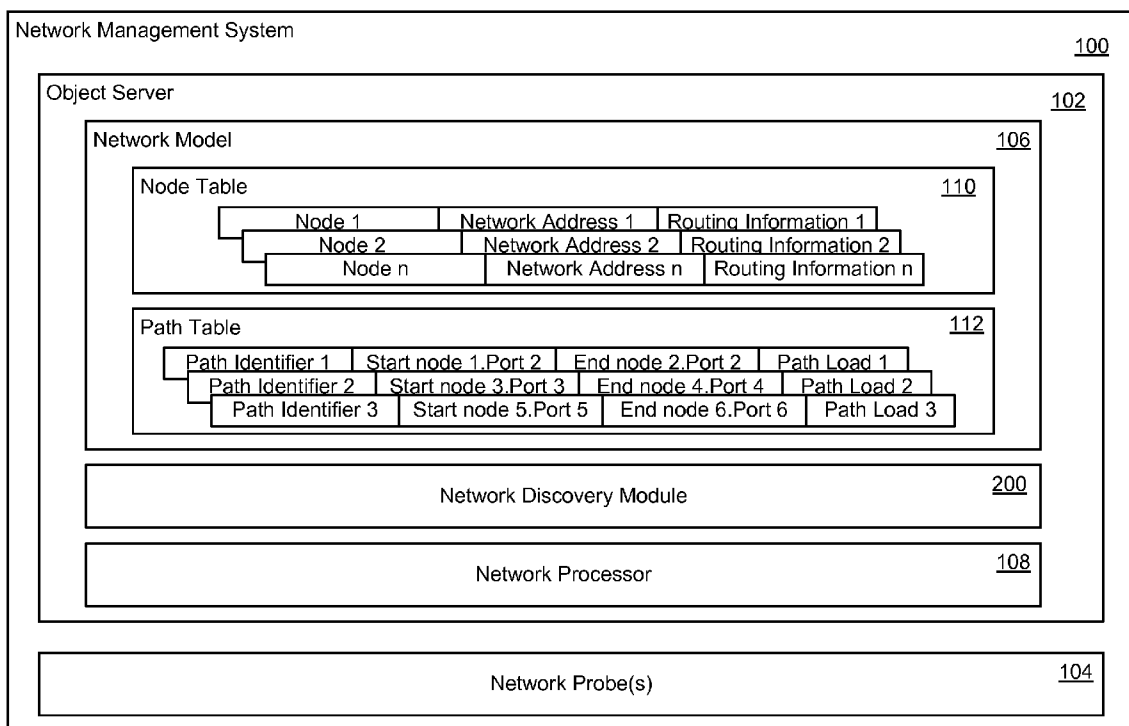 Network Management System
100
Object Server
102
Network Model
106
Node Table
110
Node 1 Network Address 1 Routing Information 1
Node 2 Network Address 2 Routing Information 2
Node n Network Address n Routing Information n
Path Table
112
Path Identifier 1 Start node 1.Port 2 End node 2.Port 2 Path Load 1
Path Identifier 2 Start node 3.Port 3 End node 4.Port 4 Path Load 2
Path Identifier 3 Start node 5.Port 5 End node 6.Port 6 Path Load 3
Network Discovery Module
200
Network Processor
108
Network Probe(s)
104